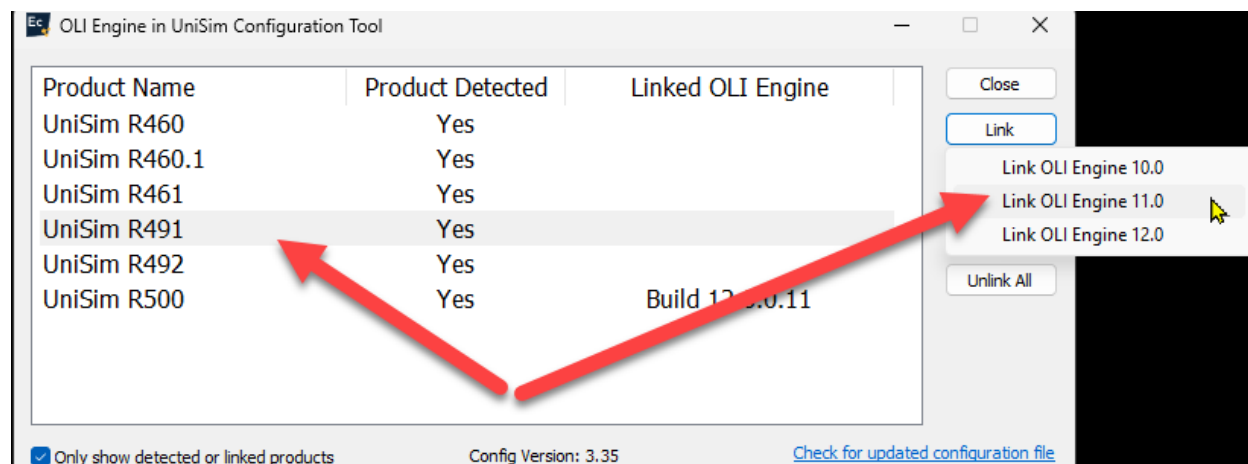 Ec OLI Engine in UniSim Configuration Tool
Product Name Product Detected Linked OLI Engine Close
UniSim R460 Yes Link
UniSim R460.1 Yes Link OLI Engine 10.0
UniSim R461 Yes Link OLI Engine 11.0
UniSim R491 Yes Link OLI Engine 12.0
UniSim R492 Yes
UniSim R500 Yes Build .0.11 Unlink All
Only show detected or linked products Config Version: 3.35 Check for updated configuration file